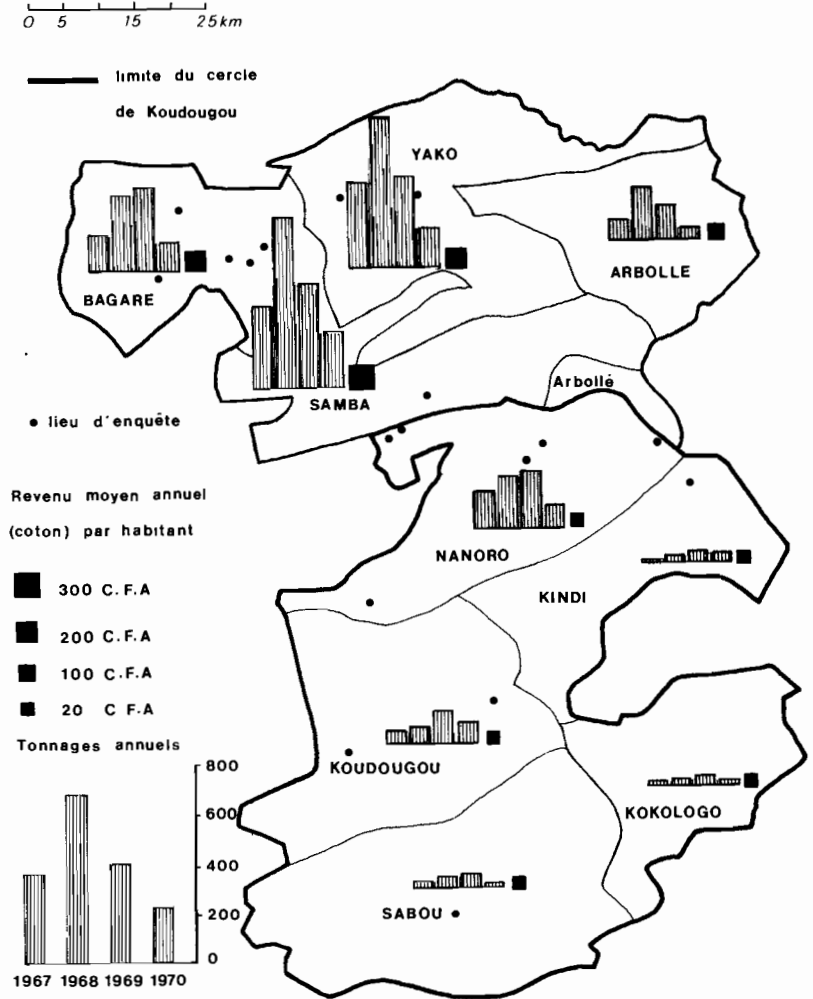 0 5 15 25 km
limite du cercle
de Koudougou
YAKO
BAGARE
ARBOLLE
SAMBA
Arbollé
• lieu d'enquête
Revenu moyen annuel
(coton) par habitant
NANORO
KINDI
300 C.F.A
200 C.F.A
100 C.F.A
20 C F.A
Tonnages annuels
KOUDOUGOU
KOKOLOGO
SABOU
800
600
400
200
0
1967 1968 1969 1970